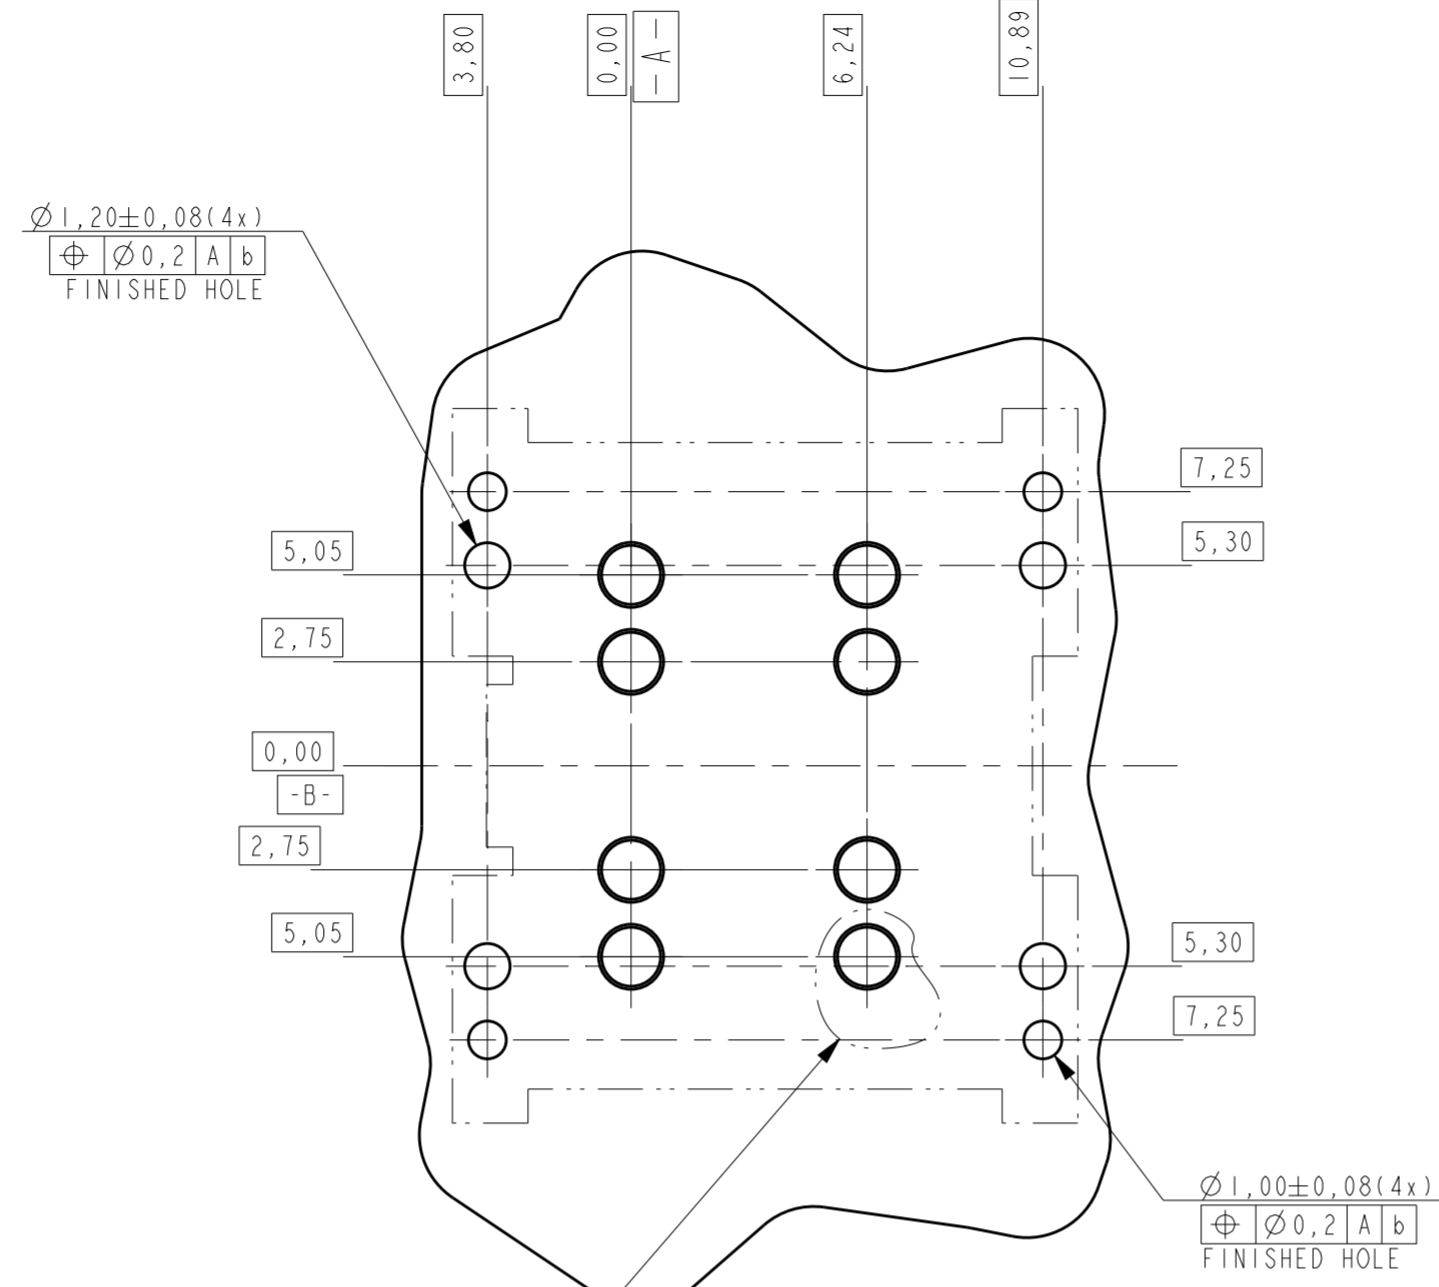 3,80
0,00
-A-
6,24
10,89
Ø1,20±0,08(4x)
⌖ Ø0,2 A b
FINISHED HOLE
7,25
5,30
5,05
2,75
0,00
-B-
2,75
5,05
5,30
7,25
Ø1,00±0,08(4x)
⌖ Ø0,2 A b
FINISHED HOLE